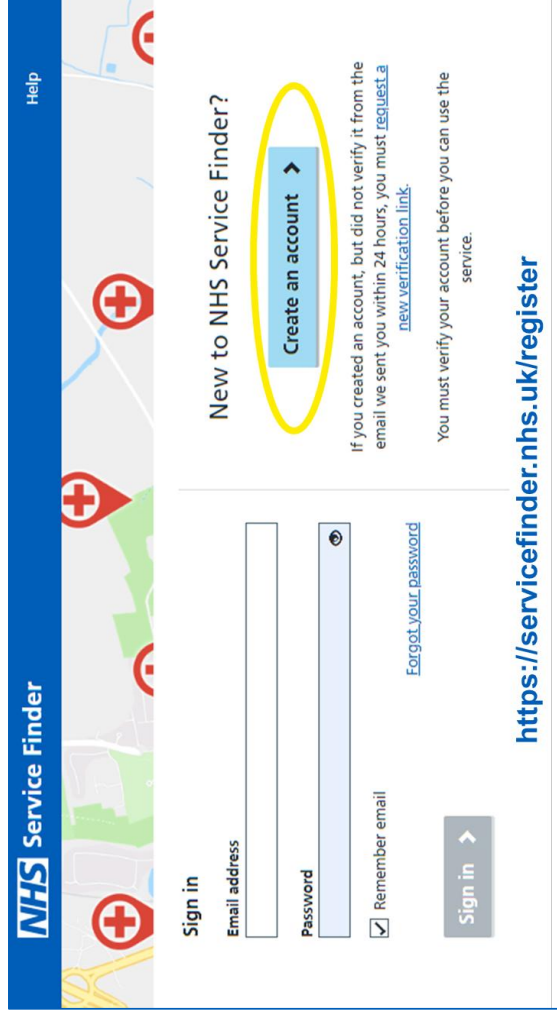 NHS Service Finder
Help
Sign in
Email address
Password
Remember email
Forgot your password
Sign in
New to NHS Service Finder?
Create an account
If you created an account, but did not verify it from the
email we sent you within 24 hours, you must request a
new verification link.
You must verify your account before you can use the
service.
https://servicefinder.nhs.uk/register